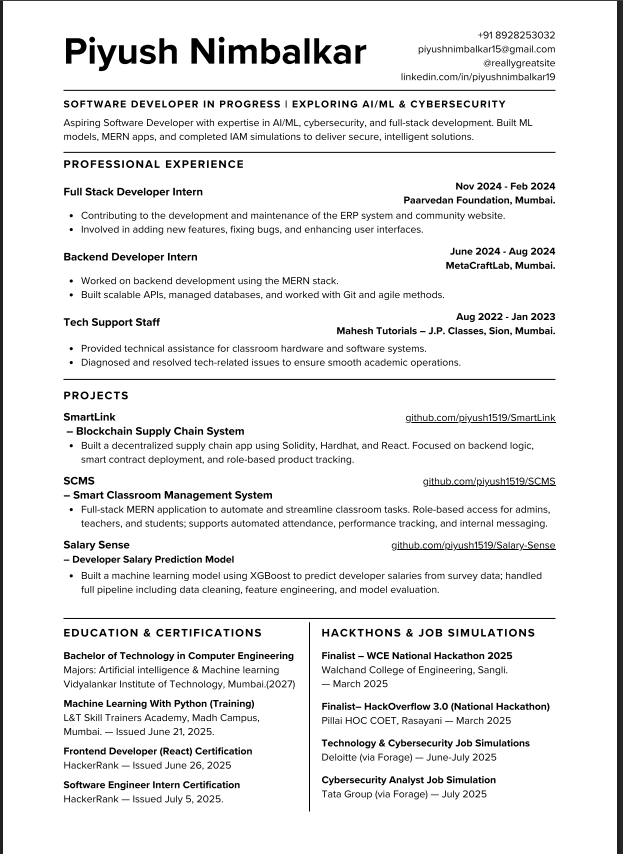 Piyush Nimbalkar
+91 8928253032
piyushnimbalkar15@gmail.com
@reallygreatsite
linkedin.com/in/piyushnimbalkar19
SOFTWARE DEVELOPER IN PROGRESS | EXPLORING AI/ML & CYBERSECURITY
Aspiring Software Developer with expertise in AI/ML, cybersecurity, and full-stack development. Built ML
models, MERN apps, and completed IAM simulations to deliver secure, intelligent solutions.
PROFESSIONAL EXPERIENCE
Full Stack Developer Intern
Nov 2024 - Feb 2024
Paarvedan Foundation, Mumbai.
• Contributing to the development and maintenance of the ERP system and community website.
• Involved in adding new features, fixing bugs, and enhancing user interfaces.
Backend Developer Intern
June 2024 - Aug 2024
MetaCraftLab, Mumbai.
• Worked on backend development using the MERN stack.
• Built scalable APIs, managed databases, and worked with Git and agile methods.
Tech Support Staff
Aug 2022 - Jan 2023
Mahesh Tutorials – J.P. Classes, Sion, Mumbai.
• Provided technical assistance for classroom hardware and software systems.
• Diagnosed and resolved tech-related issues to ensure smooth academic operations.
PROJECTS
SmartLink
github.com/piyush1519/SmartLink
– Blockchain Supply Chain System
• Built a decentralized supply chain app using Solidity, Hardhat, and React. Focused on backend logic,
smart contract deployment, and role-based product tracking.
SCMS
github.com/piyush1519/SCMS
– Smart Classroom Management System
• Full-stack MERN application to automate and streamline classroom tasks. Role-based access for admins,
teachers, and students; supports automated attendance, performance tracking, and internal messaging.
Salary Sense
github.com/piyush1519/Salary-Sense
– Developer Salary Prediction Model
• Built a machine learning model using XGBoost to predict developer salaries from survey data; handled
full pipeline including data cleaning, feature engineering, and model evaluation.
EDUCATION & CERTIFICATIONS
Bachelor of Technology in Computer Engineering
Majors: Artificial intelligence & Machine learning
Vidyalankar Institute of Technology, Mumbai.(2027)
Machine Learning With Python (Training)
L&T Skill Trainers Academy, Madh Campus,
Mumbai. — Issued June 21, 2025.
Frontend Developer (React) Certification
HackerRank — Issued June 26, 2025
Software Engineer Intern Certification
HackerRank — Issued July 5, 2025.
HACKTHONS & JOB SIMULATIONS
Finalist – WCE National Hackathon 2025
Walchand College of Engineering, Sangli.
— March 2025
Finalist– HackOverflow 3.0 (National Hackathon)
Pillai HOC COET, Rasayani — March 2025
Technology & Cybersecurity Job Simulations
Deloitte (via Forage) — June-July 2025
Cybersecurity Analyst Job Simulation
Tata Group (via Forage) — July 2025